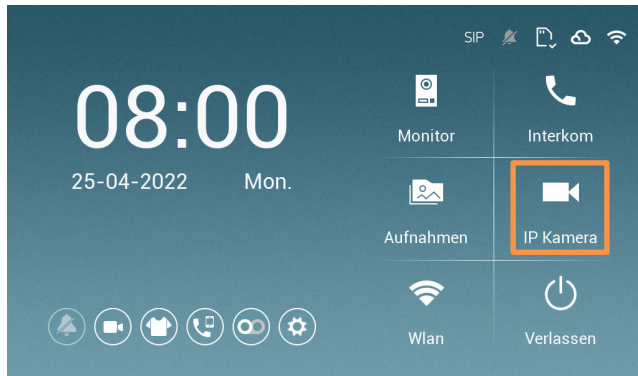 SIP
08:00
25-04-2022 Mon.
Monitor
Interkom
Aufnahmen
IP Kamera
Wlan
Verlassen